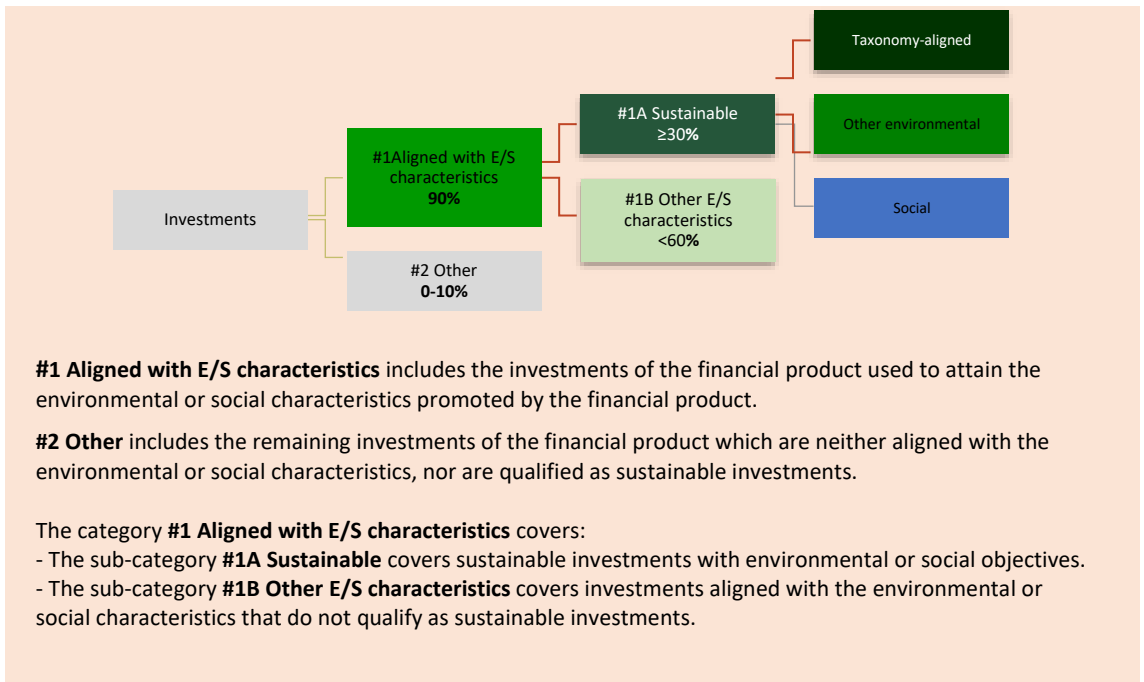 Taxonomy-aligned
#1A Sustainable
≥30%
Other environmental
#1Aligned with E/S
characteristics
90%
#1B Other E/S
characteristics
<60%
Social
Investments
#2 Other
0-10%
#1 Aligned with E/S characteristics includes the investments of the financial product used to attain the
environmental or social characteristics promoted by the financial product.
#2 Other includes the remaining investments of the financial product which are neither aligned with the
environmental or social characteristics, nor are qualified as sustainable investments.
The category #1 Aligned with E/S characteristics covers:
- The sub-category #1A Sustainable covers sustainable investments with environmental or social objectives.
- The sub-category #1B Other E/S characteristics covers investments aligned with the environmental or
social characteristics that do not qualify as sustainable investments.